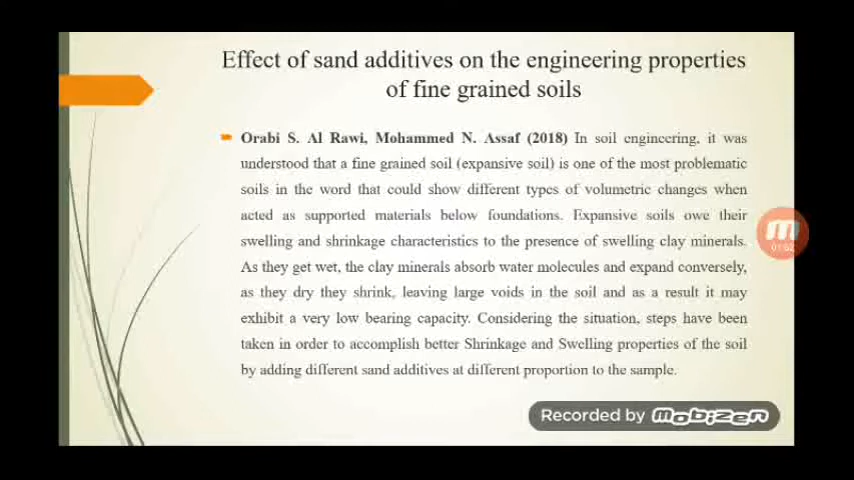 Effect of sand additives on the engineering properties
of fine grained soils
Orabi S. Al Rawi, Mohammed N. Assaf (2018) In soil engineering, it was
understood that a fine grained soil (expansive soil) is one of the most problematic
soils in the word that could show different types of volumetric changes when
acted as supported materials below foundations. Expansive soils owe their
swelling and shrinkage characteristics to the presence of swelling clay minerals.
As they get wet, the clay minerals absorb water molecules and expand conversely,
as they dry they shrink, leaving large voids in the soil and as a result it may
exhibit a very low bearing capacity. Considering the situation, steps have been
taken in order to accomplish better Shrinkage and Swelling properties of the soil
by adding different sand additives at different proportion to the sample.
01:52
Recorded by mobizen